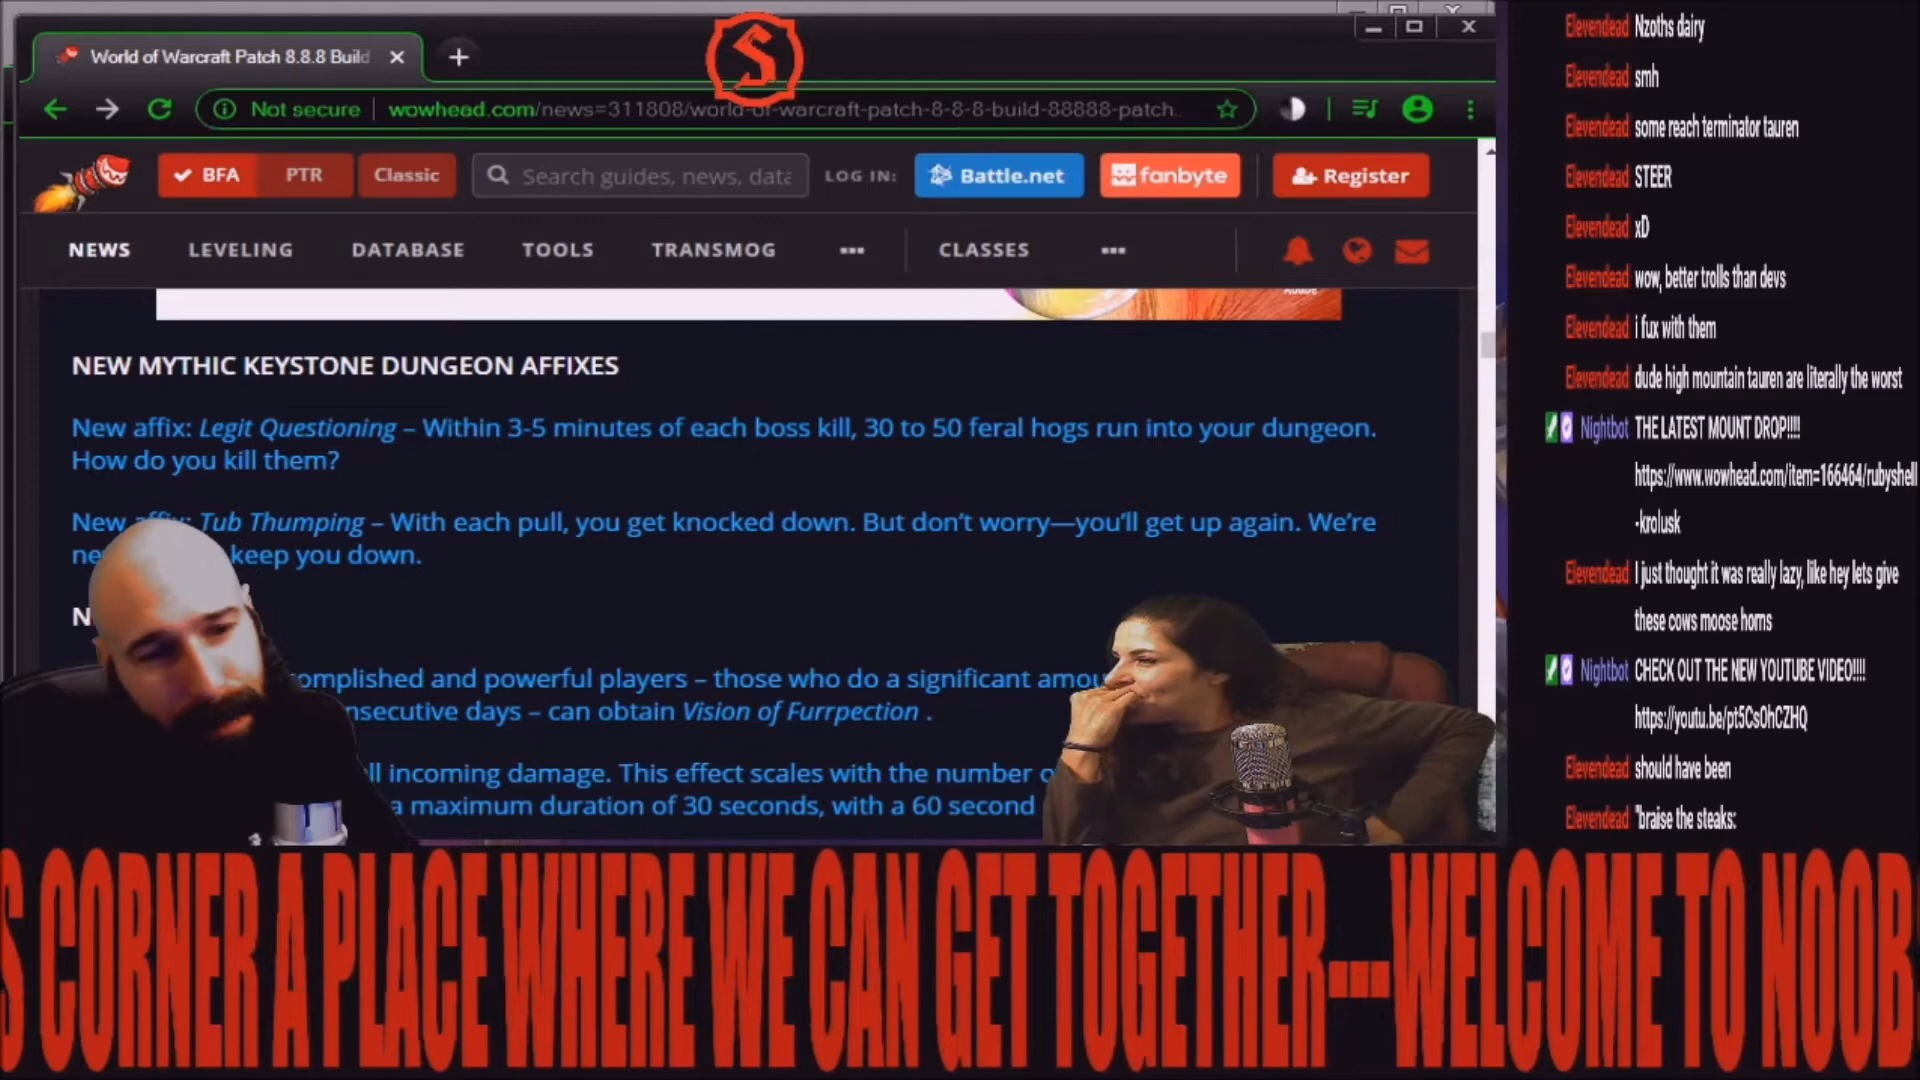 World of Warcraft Patch 8.8.8 Build
Not secure
wowhead.com/news=311808/world-of-warcraft-patch-8-8-8-build-88888-patch...
BFA
PTR
Classic
Search guides, news, data
LOG IN:
Battle.net
fanbyte
Register
NEWS
LEVELING
DATABASE
TOOLS
TRANSMOG
CLASSES
NEW MYTHIC KEYSTONE DUNGEON AFFIXES
New affix: Legit Questioning – Within 3-5 minutes of each boss kill, 30 to 50 feral hogs run into your dungeon.
How do you kill them?
New affix: Tub Thumping – With each pull, you get knocked down. But don't worry—you'll get up again. We're
keep you down.
and powerful players – those who do a significant
days – can obtain Vision of Furrpection .
incoming damage. This effect scales with the number
a maximum duration of 30 seconds, with a 60 second
Elevendead Nzoths dairy
Elevendead smh
Elevendead some reach terminator tauren
Elevendead STEER
Elevendead xD
Elevendead wow, better trolls than devs
Elevendead i fux with them
Elevendead dude high mountain tauren are literally the worst
Nightbot THE LATEST MOUNT DROP!!!!
https://www.wowhead.com/item=166464/rubyshell
-krolusk
Elevendead I just thought it was really lazy, like hey lets give
these cows moose horns
Nightbot CHECK OUT THE NEW YOUTUBE VIDEO!!!!
https://youtu.be/pt5CsOhCZHQ
Elevendead should have been
Elevendead "braise the steaks:
S CORNER A PLACE WHERE WE CAN GET TOGETHER---WELCOME TO NOOB